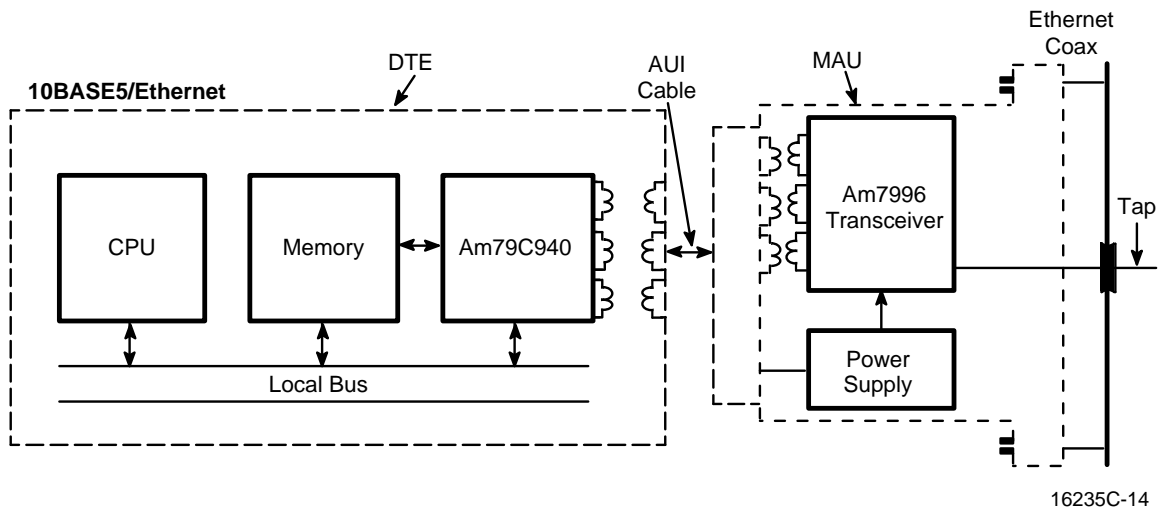 Ethernet
Coax
DTE
AUI
Cable
MAU
10BASE5/Ethernet
CPU
Memory
Am79C940
Am7996
Transceiver
Tap
Power
Supply
Local Bus
16235C-14